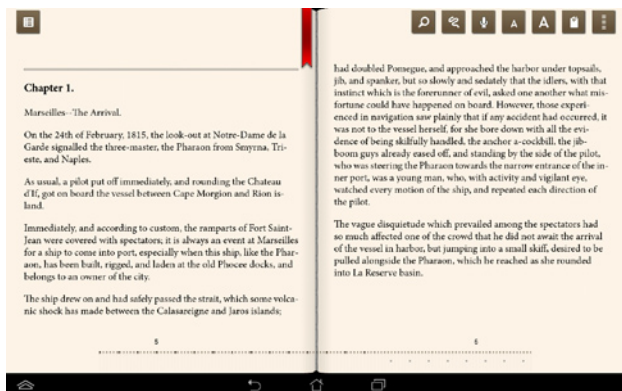 A A
Chapter 1.
Marseilles--The Arrival.
On the 24th of February, 1815, the look-out at Notre-Dame de la
Garde signalled the three-master, the Pharaon from Smyrna, Tri-
este, and Naples.
As usual, a pilot put off immediately, and rounding the Chateau
d'If, got on board the vessel between Cape Morgion and Rion is-
land.
Immediately, and according to custom, the ramparts of Fort Saint-
Jean were covered with spectators; it is always an event at Marseilles
for a ship to come into port, especially when this ship, like the Phar-
aon, has been built, rigged, and laden at the old Phocee docks, and
belongs to an owner of the city.
The ship drew on and had safely passed the strait, which some volca-
nic shock has made between the Calasareigne and Jaros islands;
5
had doubled Pomegue, and approached the harbor under topsails,
jib, and spanker, but so slowly and sedately that the idlers, with that
instinct which is the forerunner of evil, asked one another what mis-
fortune could have happened on board. However, those experi-
enced in navigation saw plainly that if any accident had occurred, it
was not to the vessel herself, for she bore down with all the evi-
dence of being skilfully handled, the anchor a-cockbill, the jib-
boom guys already eased off, and standing by the side of the pilot,
who was steering the Pharaon towards the narrow entrance of the in-
ner port, was a young man, who, with activity and vigilant eye,
watched every motion of the ship, and repeated each direction of
the pilot.
The vague disquietude which prevailed among the spectators had
so much affected one of the crowd that he did not await the arrival
of the vessel in harbor, but jumping into a small skiff, desired to be
pulled alongside the Pharaon, which he reached as she rounded
into La Reserve basin.
6